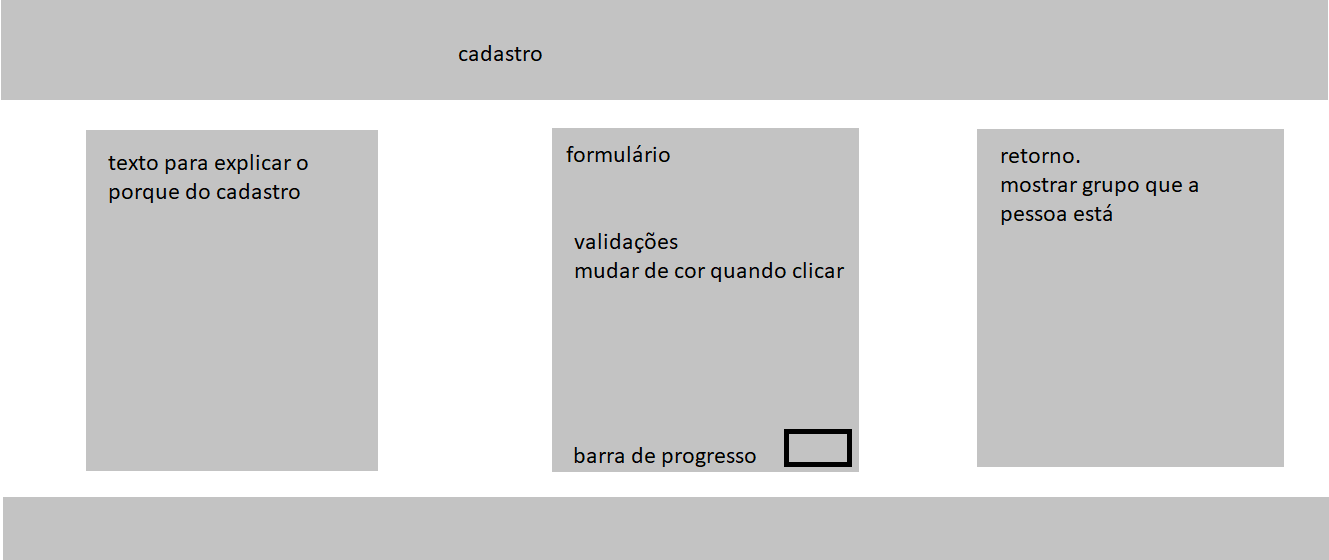 cadastro
texto para explicar o
porque do cadastro
formulário
validações
mudar de cor quando clicar
barra de progresso
retorno.
mostrar grupo que a
pessoa está